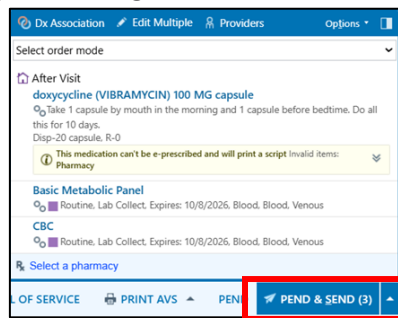 Dx Association Edit Multiple Providers Options
Select order mode
After Visit
doxycycline (VIBRAMYCIN) 100 MG capsule
Take 1 capsule by mouth in the morning and 1 capsule before bedtime. Do all
this for 10 days.
Disp-20 capsule, R-0
This medication can't be e-prescribed and will print a script Invalid items:
Pharmacy
Basic Metabolic Panel
Routine, Lab Collect, Expires: 10/8/2026, Blood, Blood, Venous
CBC
Routine, Lab Collect, Expires: 10/8/2026, Blood, Blood, Venous
Rx Select a pharmacy
L OF SERVICE PRINT AVS PEN PEND & SEND (3)